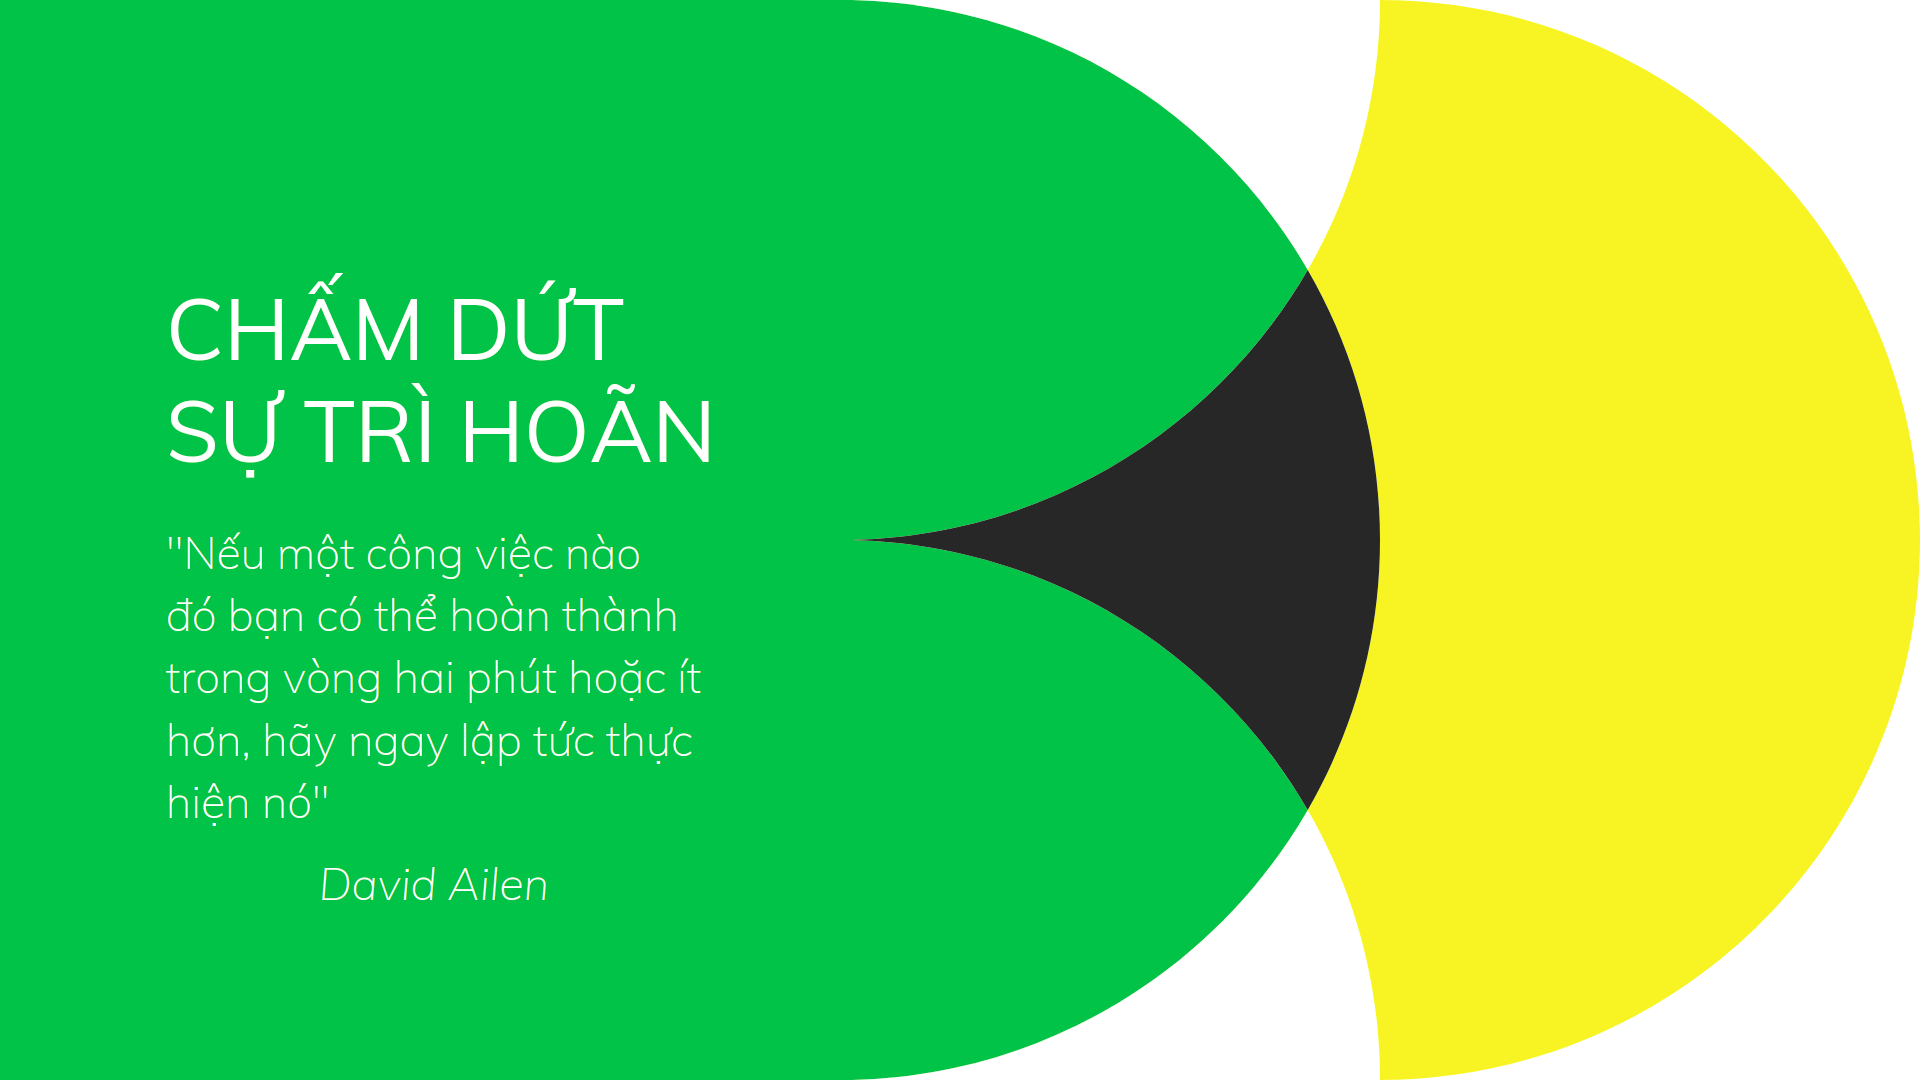 CHẤM DỨT
SỰ TRÌ HOÃN
"Nếu một công việc nào
đó bạn có thể hoàn thành
trong vòng hai phút hoặc ít
hơn, hãy ngay lập tức thực
hiện nó"
David Ailen